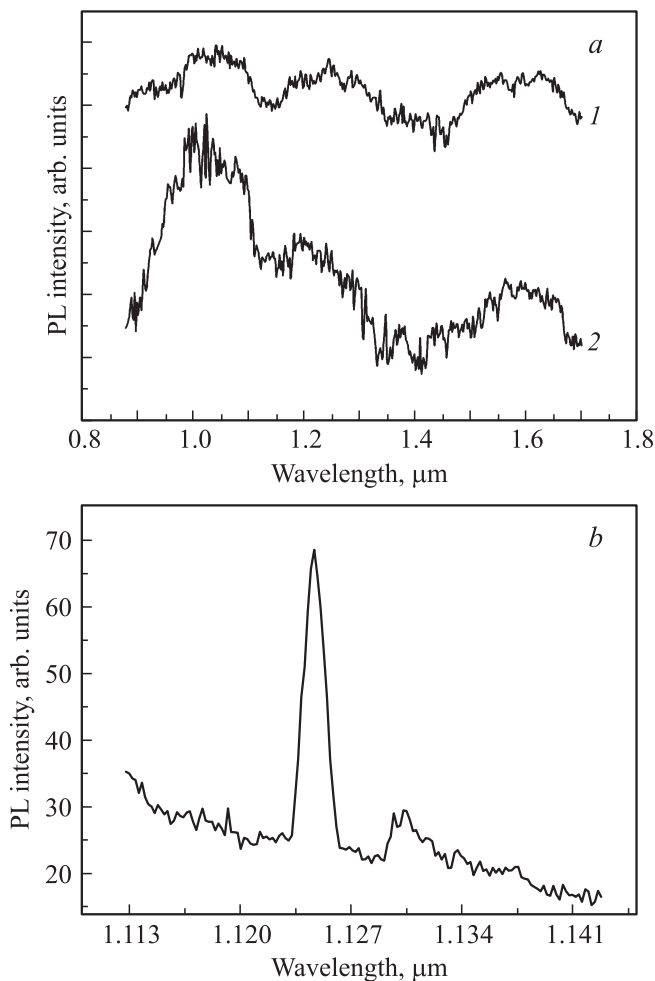 a
1
2
PL intensity, arb. units
0.8 1.0 1.2 1.4 1.6 1.8
Wavelength, μm
b
70
60
50
40
30
20
PL intensity, arb. units
1.113 1.120 1.127 1.134 1.141
Wavelength, μm